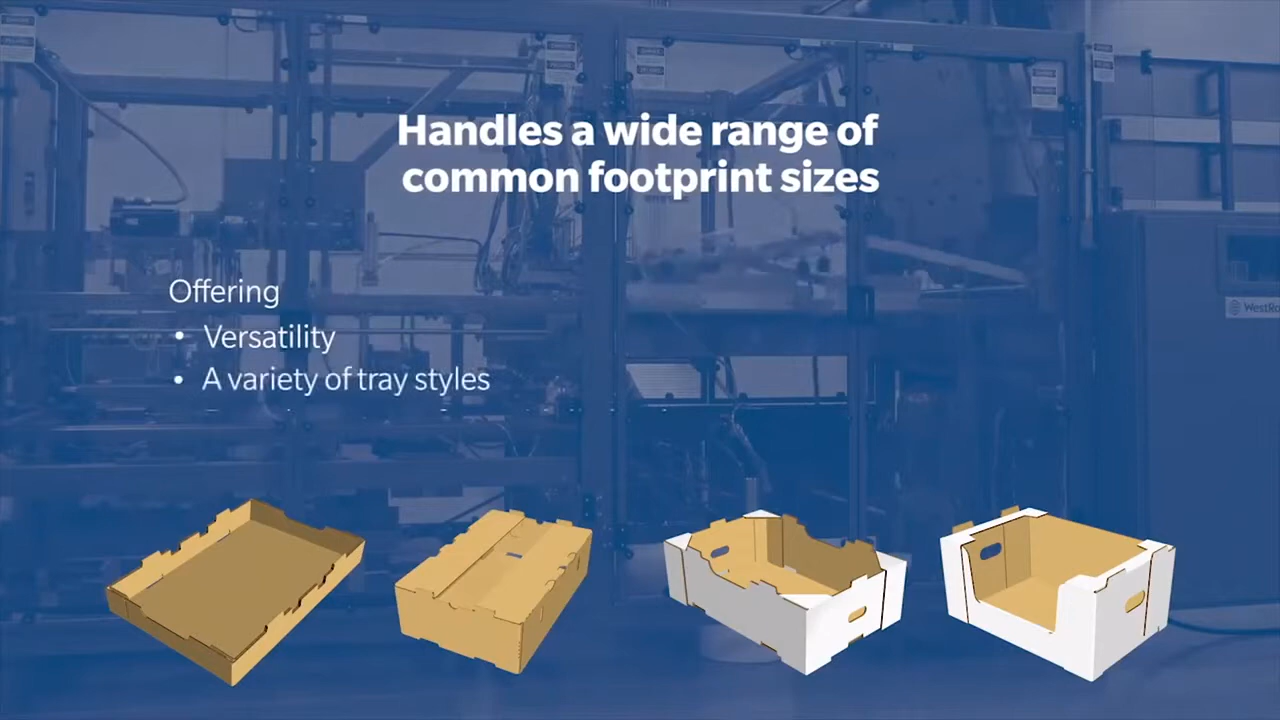 Handles a wide range of
common footprint sizes
Offering
• Versatility
• A variety of tray styles